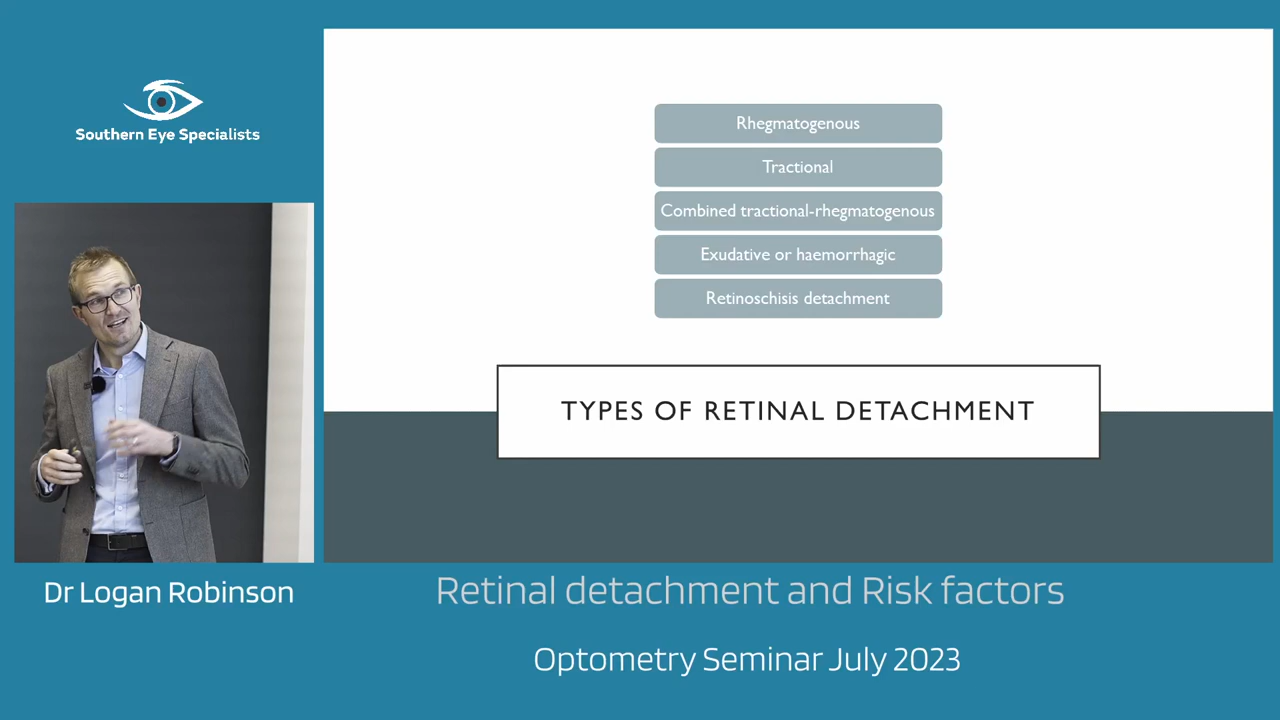 Southern Eye Specialists
Rhegmatogenous
Tractional
Combined tractional-rhegmatogenous
Exudative or haemorrhagic
Retinoschisis detachment
TYPES OF RETINAL DETACHMENT
Dr Logan Robinson
Retinal detachment and Risk factors
Optometry Seminar July 2023